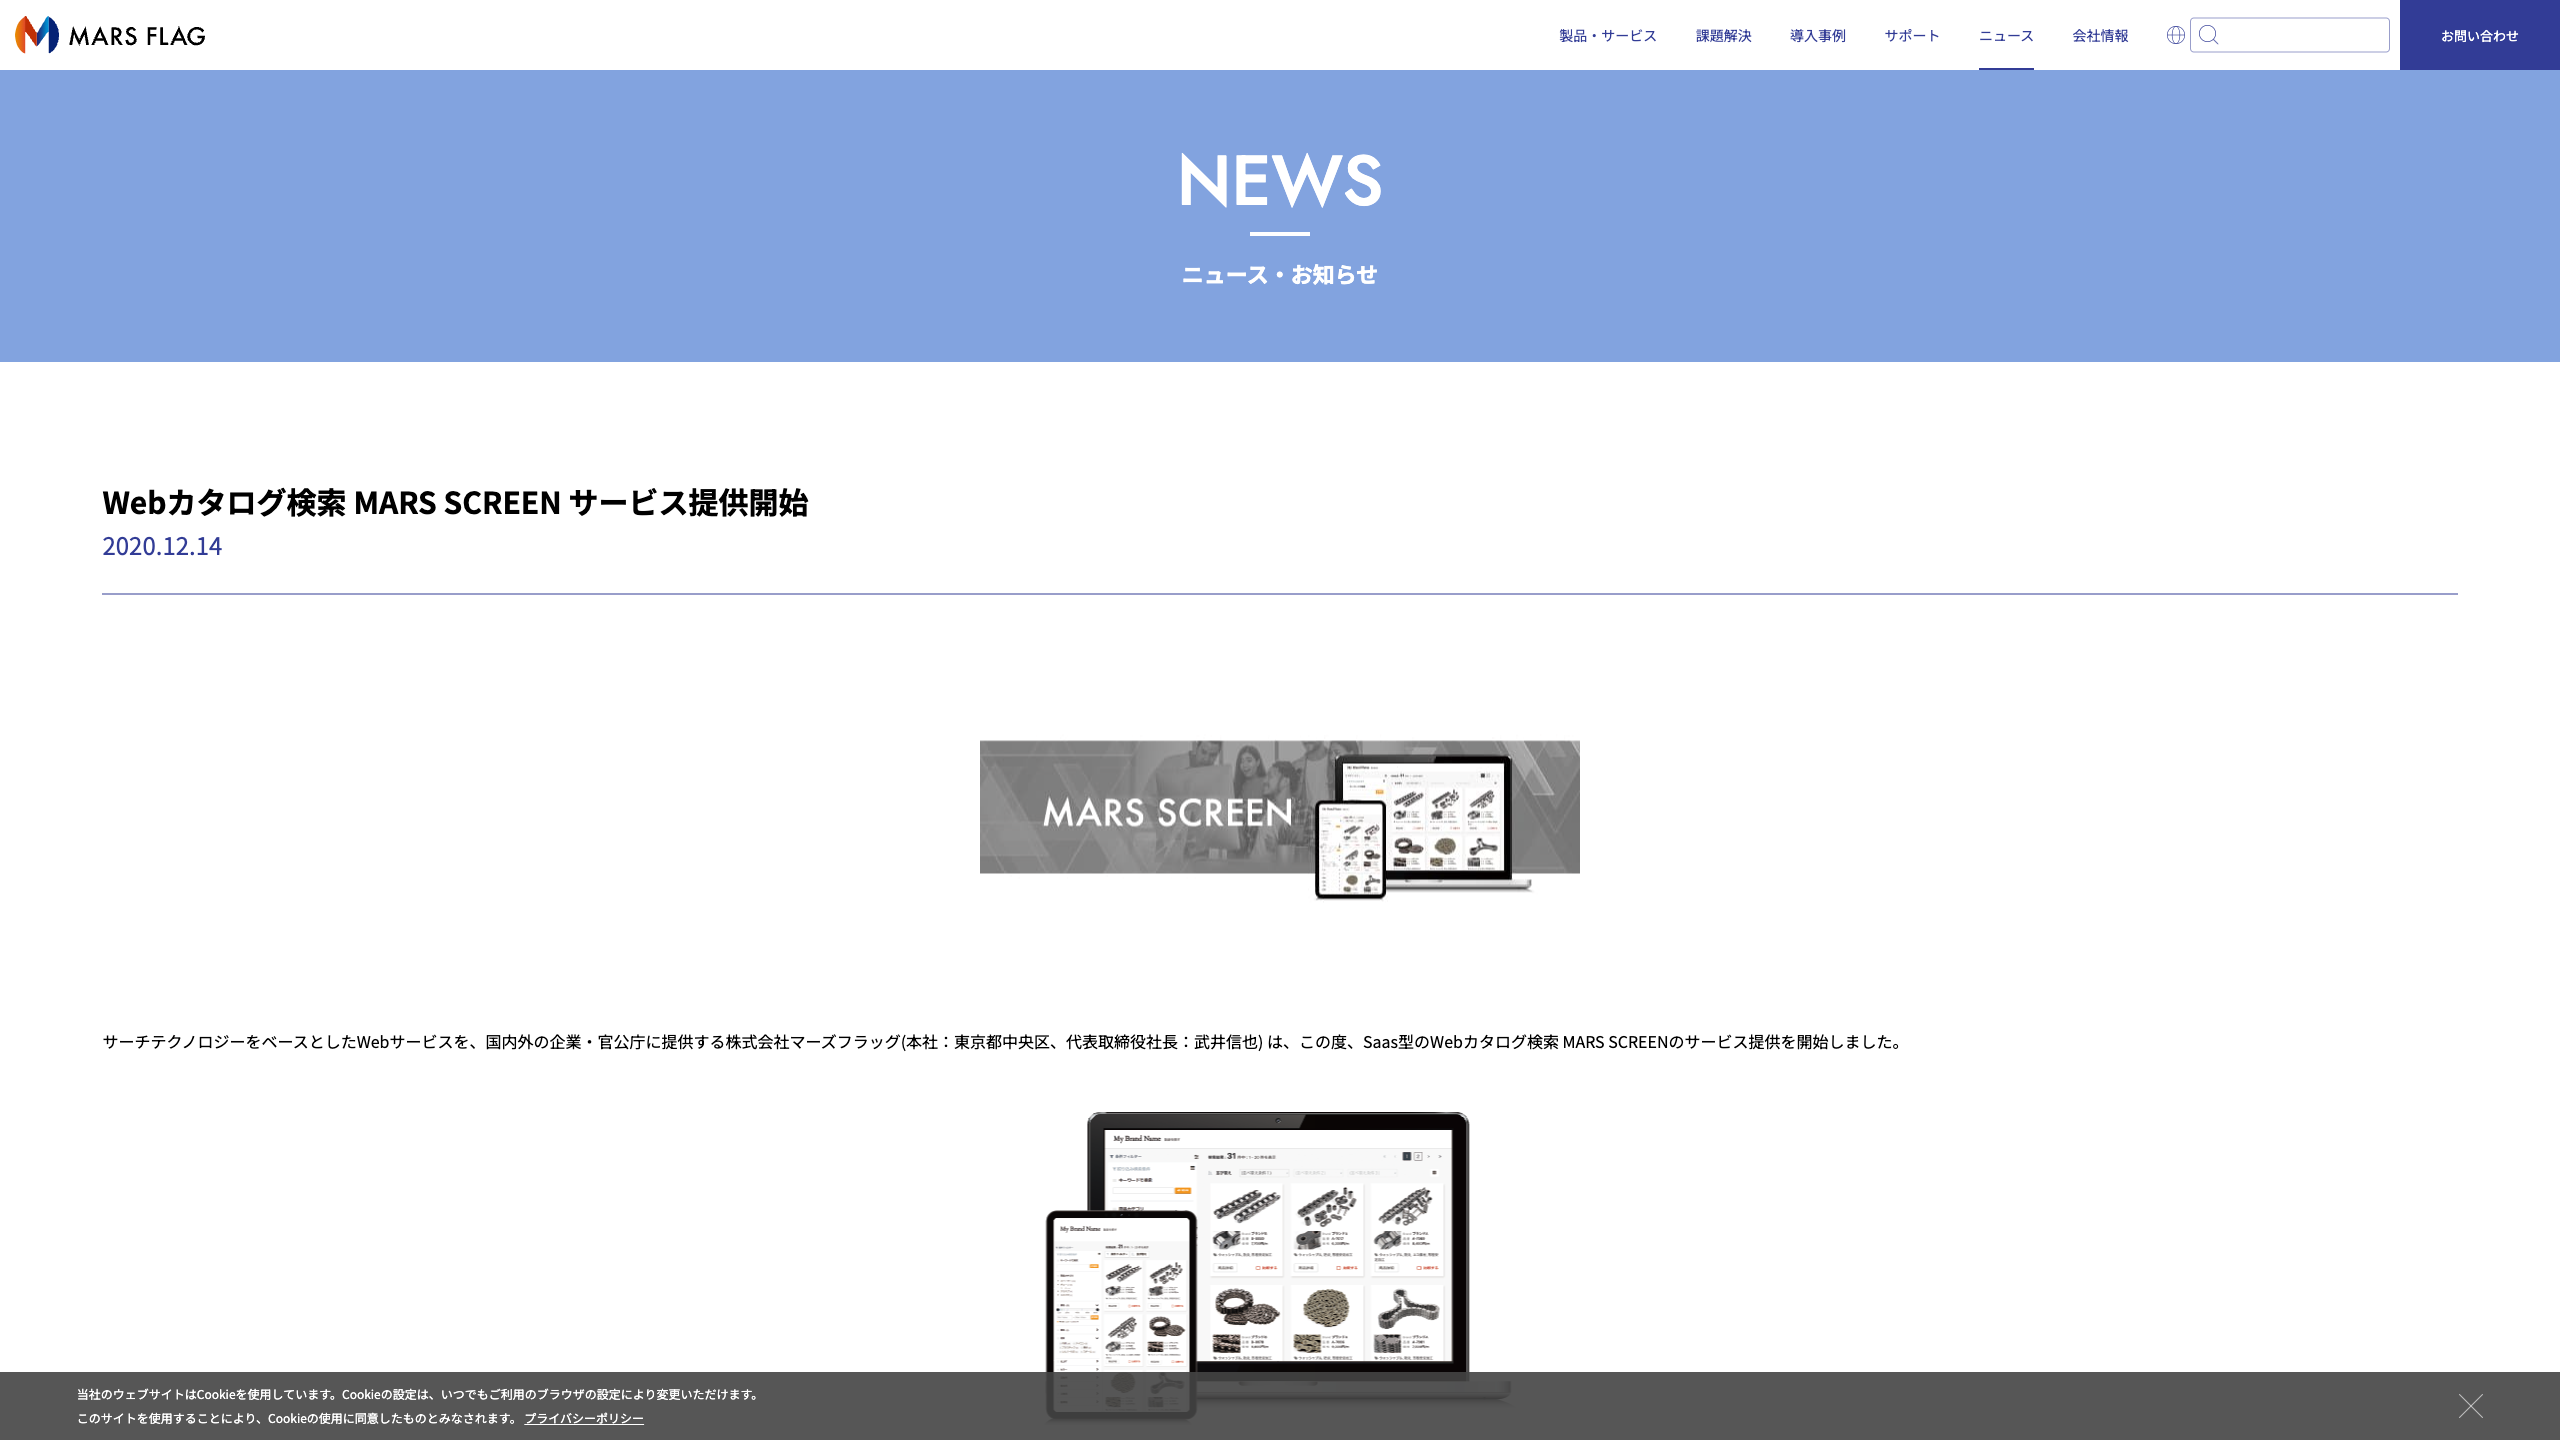 MARS FLAG
製品・サービス
課題解決
導入事例
サポート
ニュース
会社情報
お問い合わせ
NEWS
ニュース・お知らせ
Webカタログ検索 MARS SCREEN サービス提供開始
2020.12.14
MARS SCREEN
サーチテクノロジーをベースとしたWebサービスを、国内外の企業・官公庁に提供する株式会社マーズフラッグ(本社：東京都中央区、代表取締役社長：武井信也) は、この度、Saas型のWebカタログ検索 MARS SCREENのサービス提供を開始しました。
My Brand Name
My Brand Name
当社のウェブサイトはCookieを使用しています。Cookieの設定は、いつでもご利用のブラウザの設定により変更いただけます。
このサイトを使用することにより、Cookieの使用に同意したものとみなされます。 プライバシーポリシー